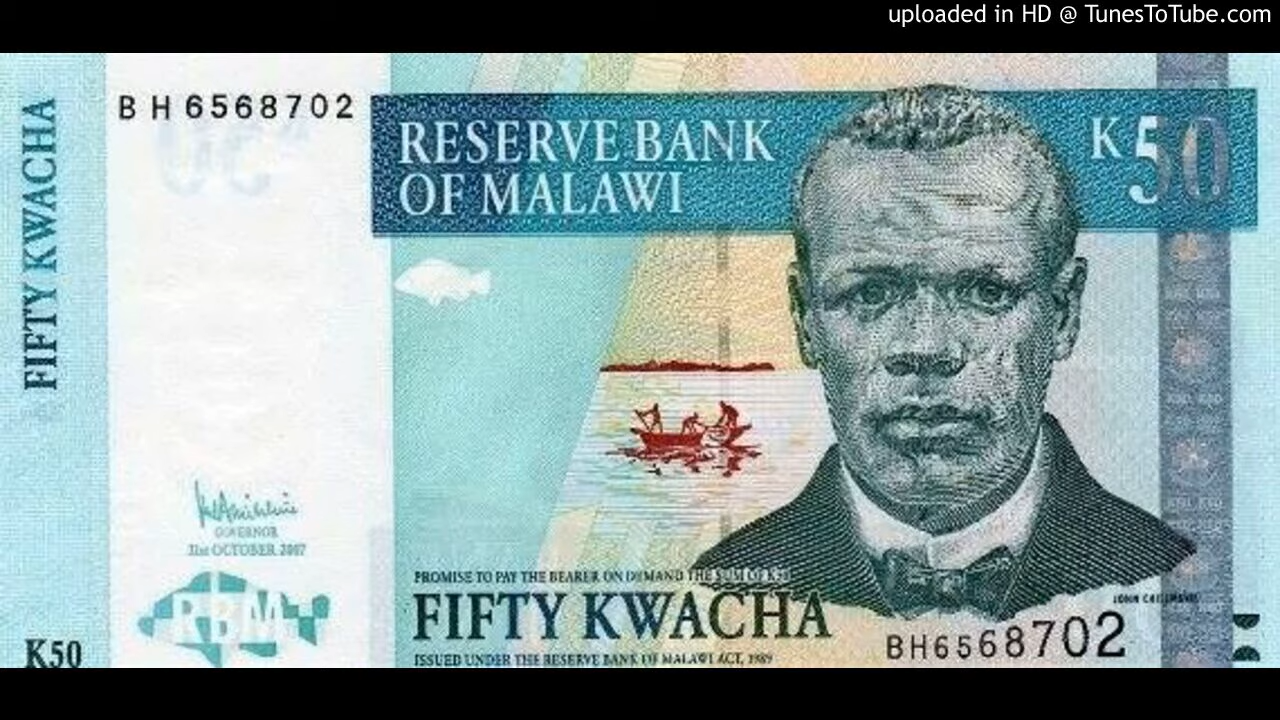 uploaded in HD @ TunesToTube.com
FIFTY KWACHA
BH6568702
RESERVE BANK
OF MALAWI
K50
GOVERNOR
31st OCTOBER 2007
RBM
PROMISE TO PAY THE BEARER ON DEMAND THE SUM OF K50
FIFTY KWACHA
ISSUED UNDER THE RESERVE BANK OF MALAWI ACT, 1989
JOHN CHILEMBWE
BH6568702
K50